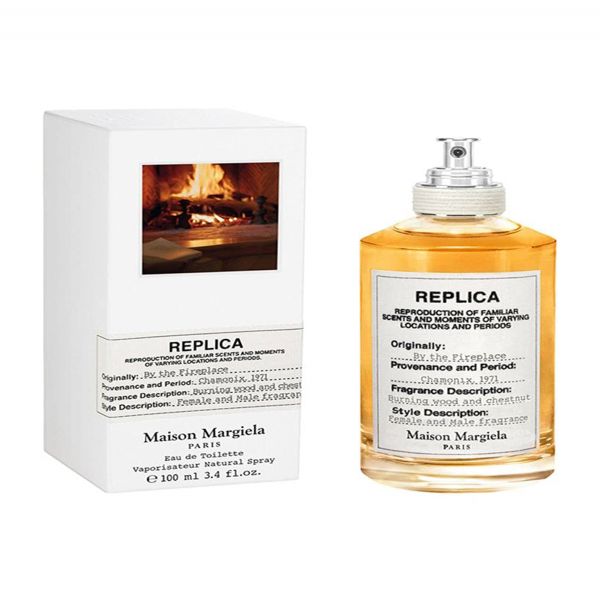 REPLICA
REPRODUCTION OF FAMILIAR SCENTS AND MOMENTS
OF VARYING LOCATIONS AND PERIODS.
Originally: By the Fireplace
Provenance and Period: Chamonix, 1971
Fragrance Description: Burning wood and chestnut
Style Description: Female and Male fragran
Maison Margiela
PARIS
Eau de Toilette
Vaporisateur Natural Spray
℮ 100 ml 3.4 fl.oz.
REPLICA
REPRODUCTION OF FAMILIAR
SCENTS AND MOMENTS OF VARYING
LOCATIONS AND PERIODS
Originally:
By the Fireplace
Provenance and Period:
Chamonix, 1971
Fragrance Description:
Burning wood and chestnut
Style Description:
Female and Male fragrance
Maison Margiela
PARIS